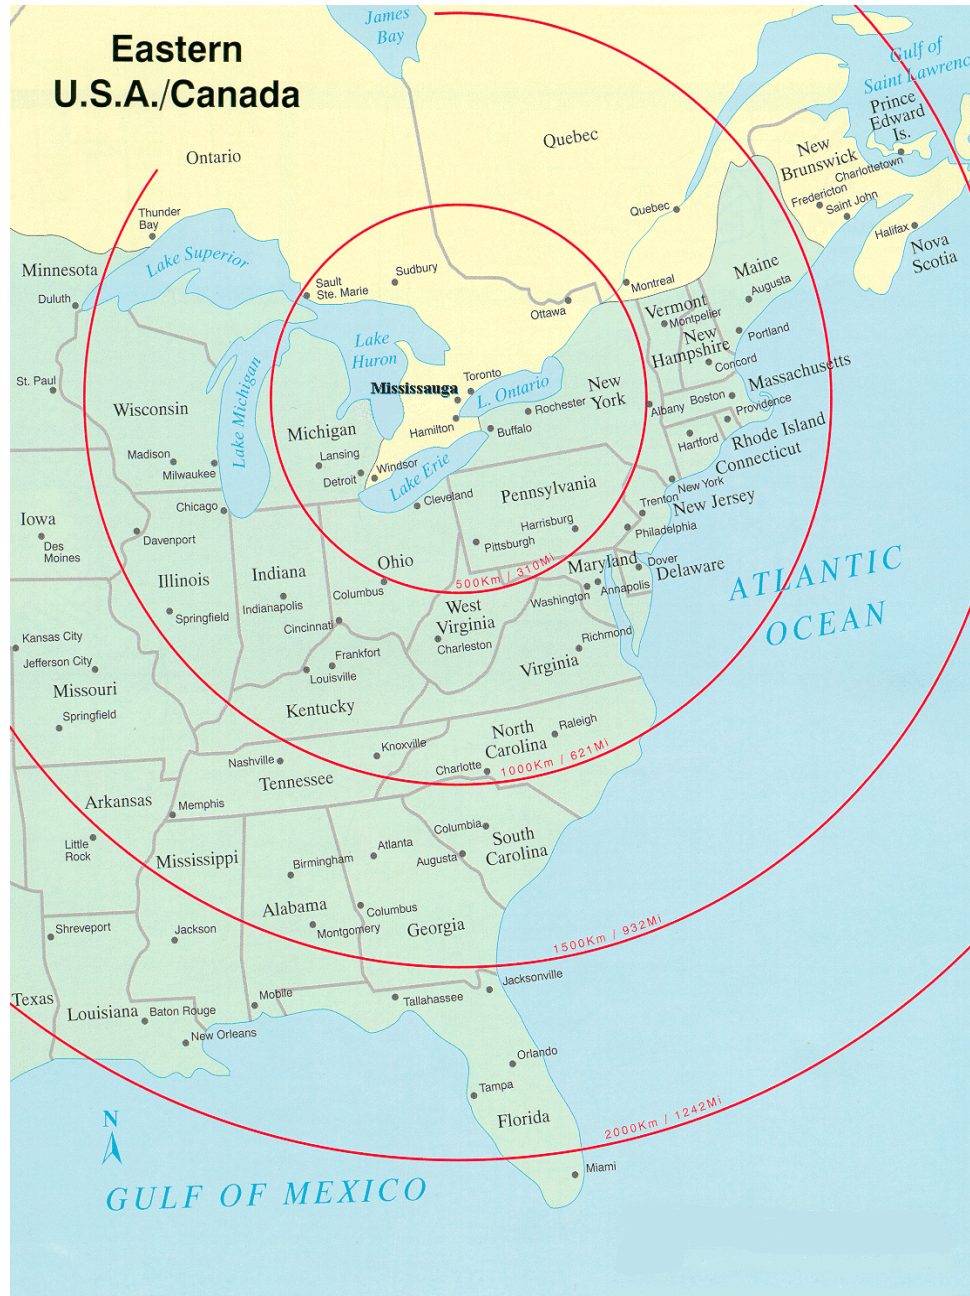 Eastern
U.S.A./Canada
James
Bay
Gulf of
Saint Lawrenc
Prince
Edward
Is.
Quebec
New
Brunswick
Charlottetown
Ontario
Fredericton
Saint John
Quebec
Thunder
Bay
Halifax
Nova
Scotia
Lake Superior
Minnesota
Maine
Sudbury
Sault
Ste. Marie
Montreal
Augusta
Duluth
Ottawa
Vermont
Montpelier
New
Hampshire
Portland
Lake
Huron
Concord
St. Paul
Toronto
Mississauga
L. Ontario
New
York
Massachusetts
Boston
Wisconsin
Lake Michigan
Rochester
Albany
Providence
Michigan
Hamilton
Buffalo
Rhode Island
Hartford
Connecticut
Madison
Lansing
Windsor
Milwaukee
Detroit
Lake Erie
Pennsylvania
New York
Cleveland
Trenton
New Jersey
Chicago
Iowa
Harrisburg
Philadelphia
Davenport
Des
Moines
Pittsburgh
Ohio
Maryland
Dover
Delaware
500Km / 310Mi
ATLANTIC
OCEAN
Illinois
Indiana
Columbus
Washington
Annapolis
Indianapolis
Springfield
West
Virginia
Cincinnati
Charleston
Richmond
Kansas City
Frankfort
Jefferson City
Louisville
Virginia
Missouri
Kentucky
Springfield
North
Carolina
Raleigh
Knoxville
Nashville
Charlotte
1000Km / 621Mi
Tennessee
Arkansas
Memphis
Columbia
South
Carolina
Little
Rock
Atlanta
Mississippi
Birmingham
Augusta
Alabama
Columbus
Shreveport
Jackson
Montgomery
Georgia
1500Km / 932Mi
Jacksonville
Texas
Mobile
Tallahassee
Louisiana
Baton Rouge
New Orleans
Orlando
Tampa
Florida
2000Km / 1242Mi
N
Miami
GULF OF MEXICO